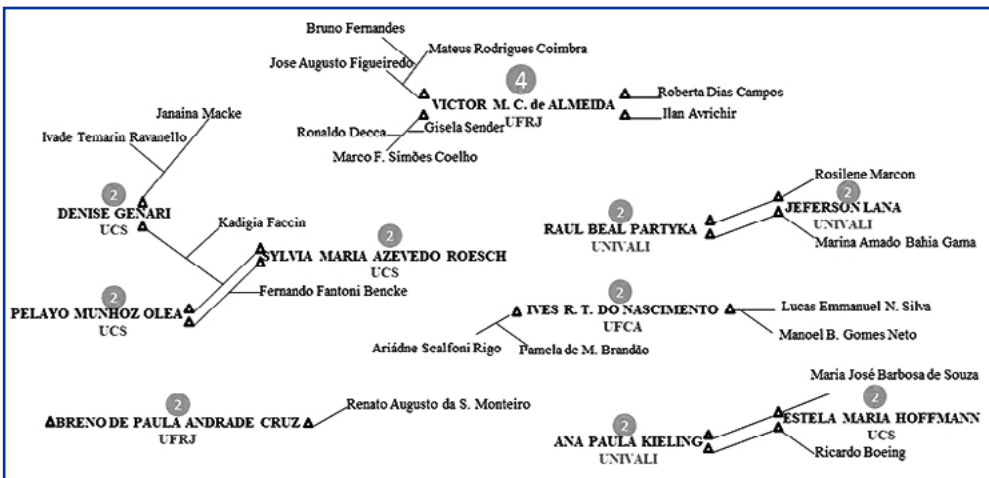 Bruno Fernandes
Mateus Rodrigues Coimbra
Jose Augusto Figueiredo
4
VICTOR M. C. de ALMEIDA
UFRJ
Roberta Dias Campos
Ilan Avrichir
Ronaldo Decca
Gisela Sender
Marco F. Simões Coelho
Janaina Macke
Ivade Temarin Ravanello
2
DENISE GENARI
UCS
Kadigia Faccin
2
SYLVIA MARIA AZEVEDO ROESCH
UCS
Fernando Fantoni Bencke
2
PELAYO MUNHOZ OLEA
UCS
Rosilene Marcon
2
JEFERSON LANA
UNIVALI
2
RAUL BEAL PARTYKA
UNIVALI
Marina Amado Bahia Gama
2
IVES R. T. DO NASCIMENTO
UFCA
Lucas Emmanuel N. Silva
Manoel B. Gomes Neto
Ariádne Scalfoni Rigo
Pamela de M. Brandão
2
BRENO DE PAULA ANDRADE CRUZ
UFRJ
Renato Augusto da S. Monteiro
Maria José Barbosa de Souza
2
ESTELA MARIA HOFFMANN
UCS
2
ANA PAULA KIELING
UNIVALI
Ricardo Boeing